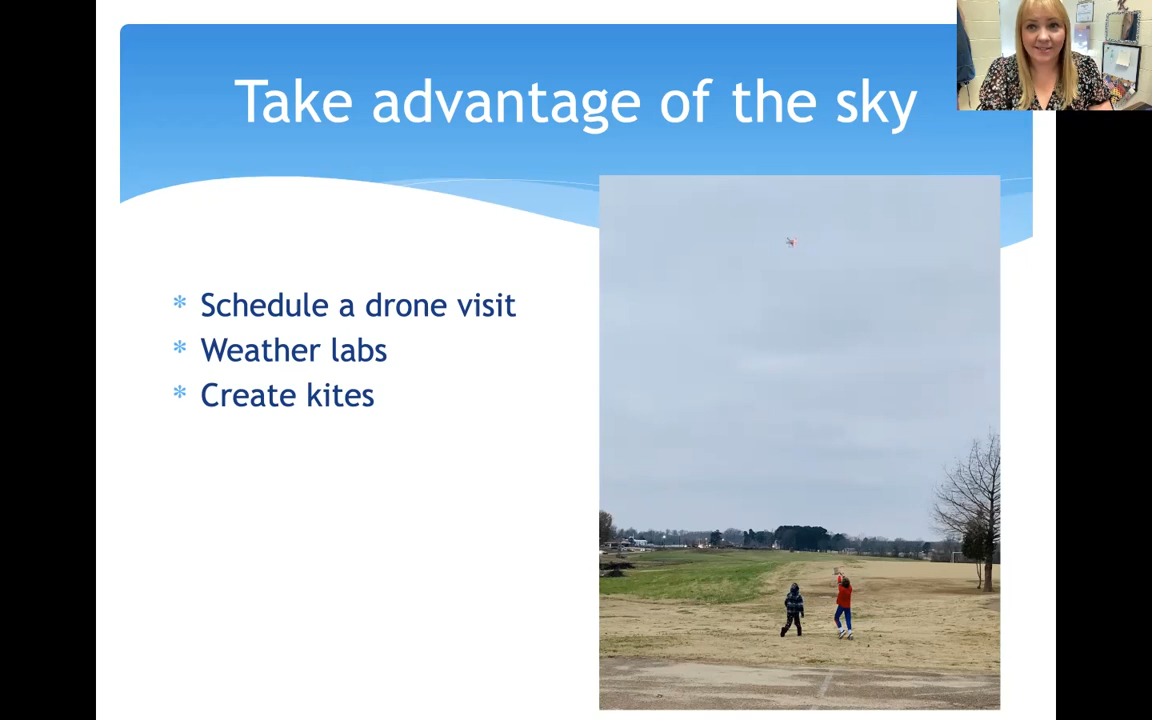 Take advantage of the sky
* Schedule a drone visit
* Weather labs
* Create kites